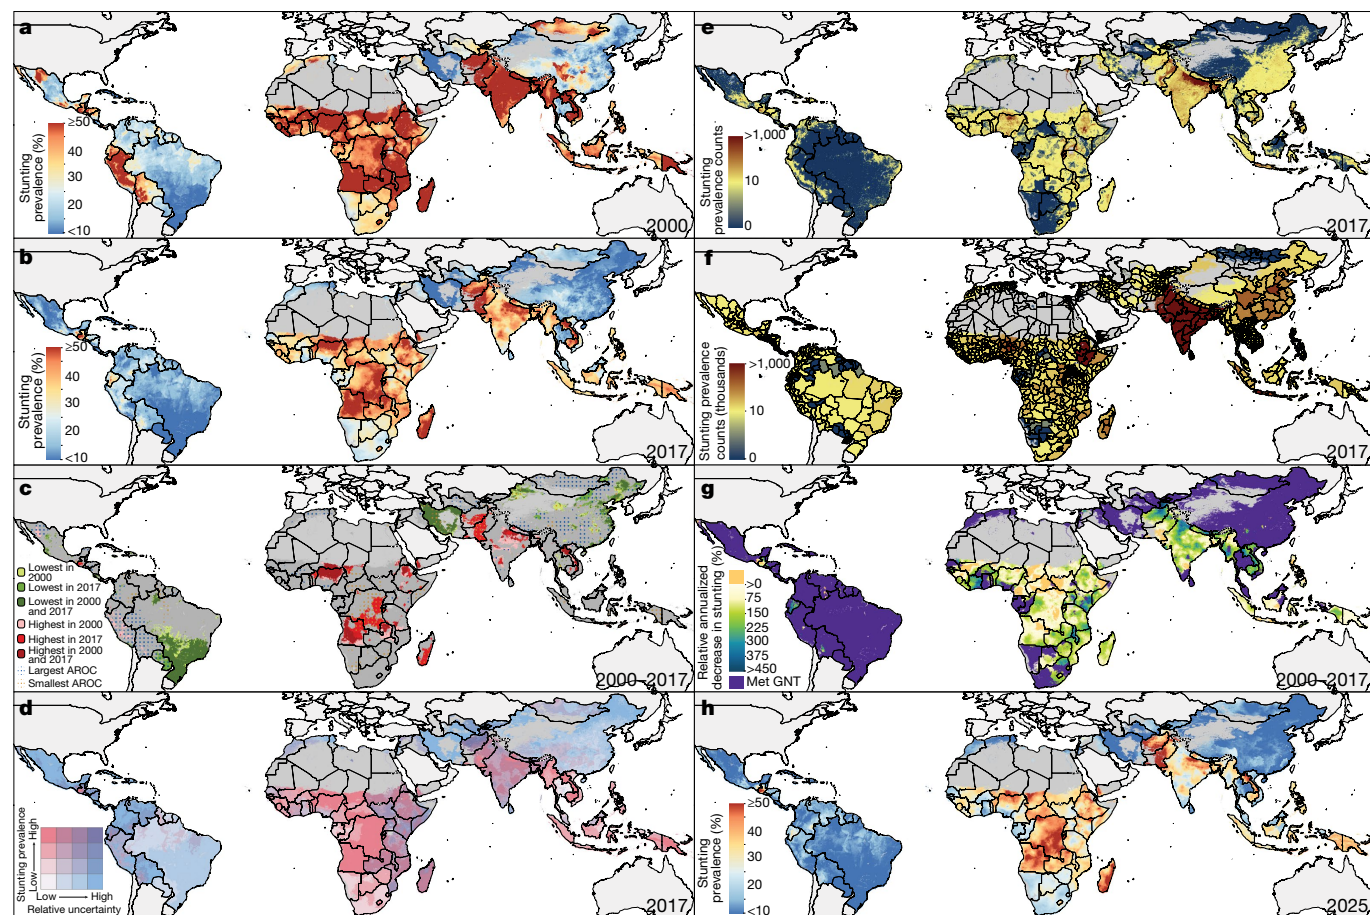 a
≥50
40
30
20
<10
Stunting
prevalence (%)
2000
b
≥50
40
30
20
<10
Stunting
prevalence (%)
2017
c
Lowest in
2000
Lowest in 2017
Lowest in 2000
and 2017
Highest in 2000
Highest in 2017
Highest in 2000
and 2017
Largest AROC
Smallest AROC
2000–2017
d
Stunting prevalence
Low
High
Low
High
Relative uncertainty
2017
e
>1,000
10
0
Stunting
prevalence counts
2017
f
>1,000
10
0
Stunting prevalence
counts (thousands)
2017
g
Relative annualized
decrease in stunting (%)
>0
75
150
225
300
375
>450
Met GNT
2000–2017
h
≥50
40
30
20
<10
Stunting
prevalence (%)
2025